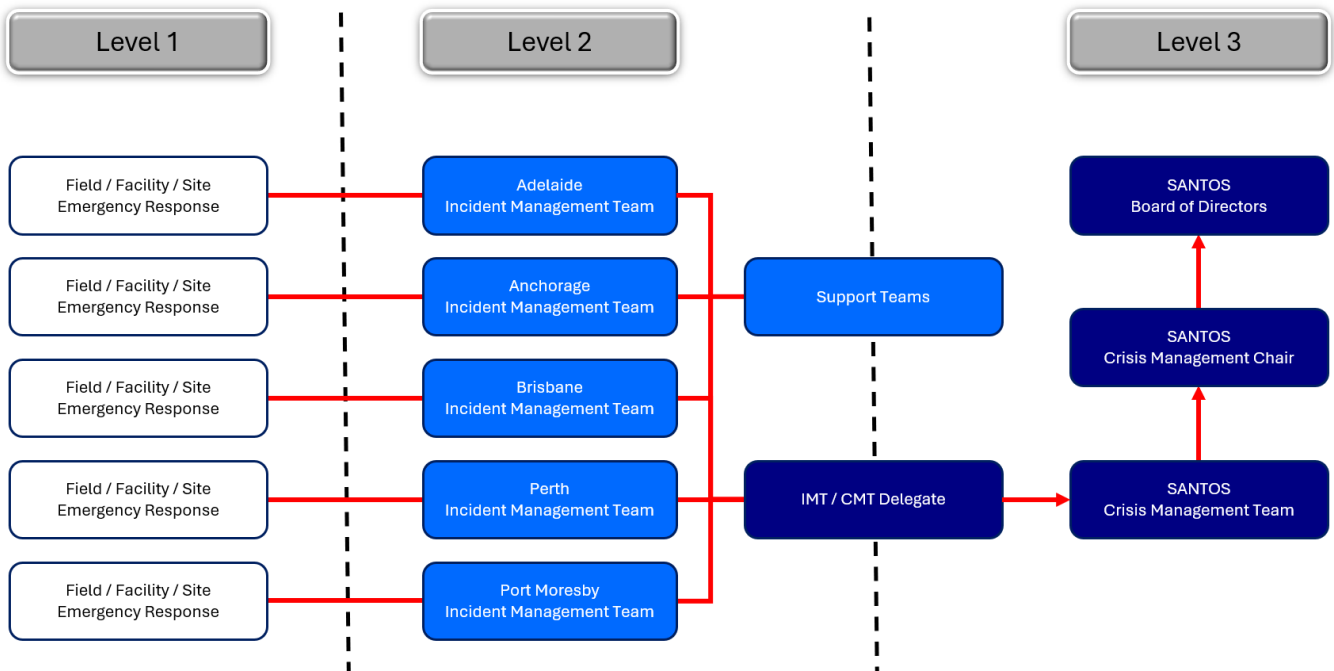 Level 1
Level 2
Level 3
Field / Facility / Site
Emergency Response
Adelaide
Incident Management Team
SANTOS
Board of Directors
Field / Facility / Site
Emergency Response
Anchorage
Incident Management Team
Support Teams
SANTOS
Crisis Management Chair
Field / Facility / Site
Emergency Response
Brisbane
Incident Management Team
Field / Facility / Site
Emergency Response
Perth
Incident Management Team
IMT / CMT Delegate
SANTOS
Crisis Management Team
Field / Facility / Site
Emergency Response
Port Moresby
Incident Management Team